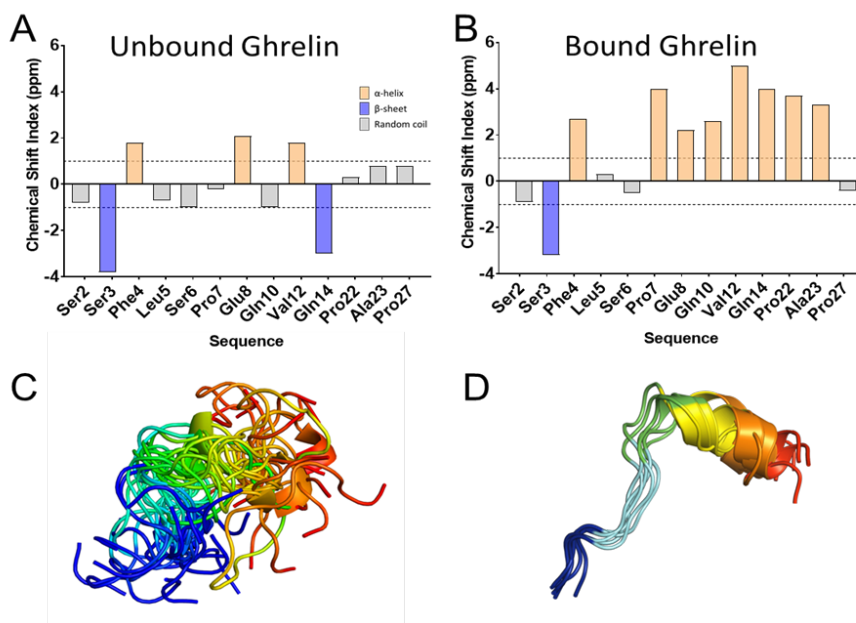 A
Unbound Ghrelin
Chemical Shift Index (ppm)
6
4
2
0
-2
-4
α-helix
β-sheet
Random coil
Ser2 Ser3 Phe4 Leu5 Ser6 Pro7 Glu8 Gln10 Val12 Gln14 Pro22 Ala23 Pro27
Sequence
B
Bound Ghrelin
Chemical Shift Index (ppm)
6
4
2
0
-2
-4
Ser2 Ser3 Phe4 Leu5 Ser6 Pro7 Glu8 Gln10 Val12 Gln14 Pro22 Ala23 Pro27
Sequence
C
D